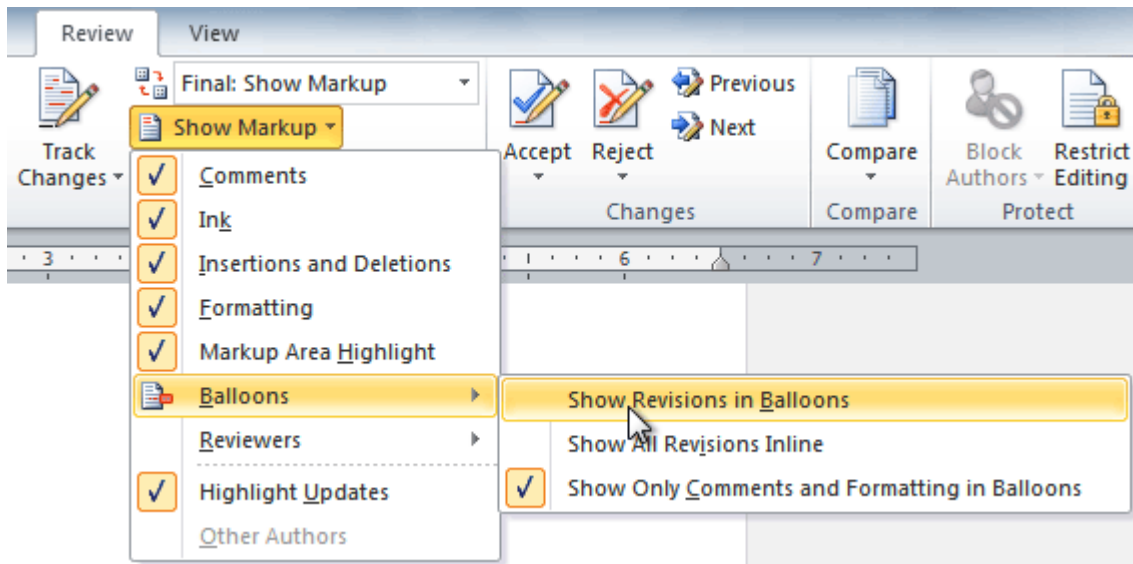 Review View
Final: Show Markup
Show Markup
Track
Changes
Previous
Next
Accept Reject
Changes
Compare
Compare
Block
Authors
Restrict
Editing
Protect
3 6 7
Comments
Ink
Insertions and Deletions
Formatting
Markup Area Highlight
Balloons
Reviewers
Highlight Updates
Other Authors
Show Revisions in Balloons
Show All Revisions Inline
Show Only Comments and Formatting in Balloons